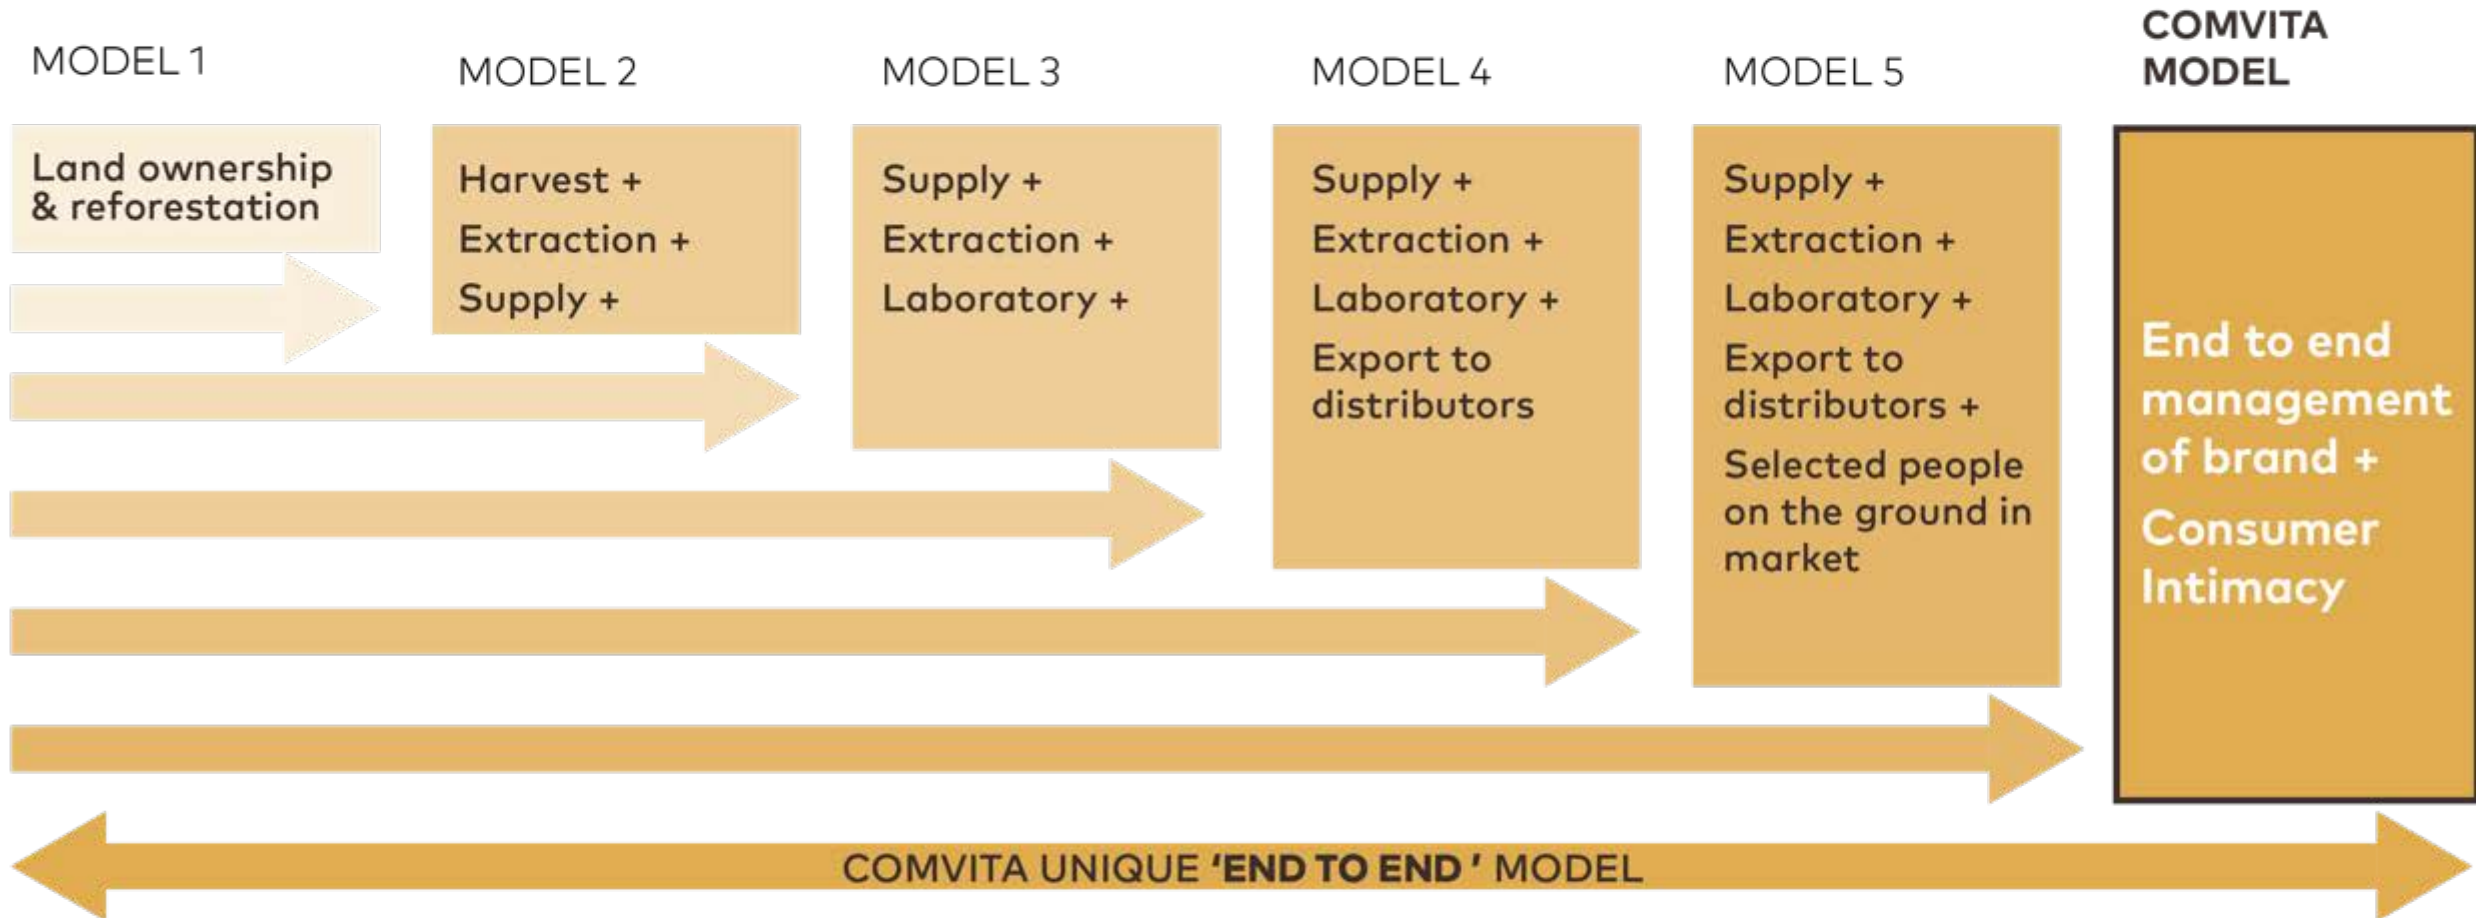 MODEL 1
Land ownership
& reforestation
MODEL 2
Harvest +
Extraction +
Supply +
MODEL 3
Supply +
Extraction +
Laboratory +
MODEL 4
Supply +
Extraction +
Laboratory +
Export to
distributors
MODEL 5
Supply +
Extraction +
Laboratory +
Export to
distributors +
Selected people
on the ground in
market
COMVITA
MODEL
End to end
management
of brand +
Consumer
Intimacy
COMVITA UNIQUE 'END TO END ' MODEL